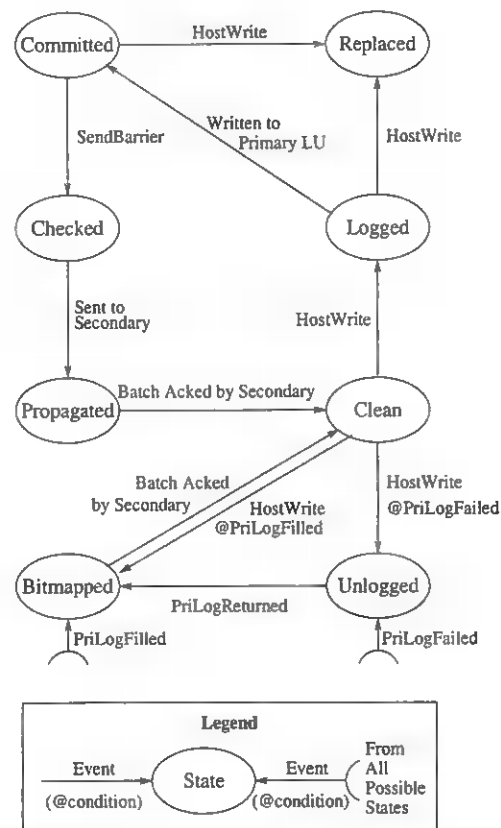 Committed
HostWrite
Replaced
SendBarrier
Written to
Primary LU
HostWrite
Checked
Logged
Sent to
Secondary
HostWrite
Propagated
Batch Acked by Secondary
Clean
Batch Acked
by Secondary
HostWrite
@PriLogFilled
HostWrite
@PriLogFailed
Bitmapped
PriLogReturned
Unlogged
PriLogFilled
PriLogFailed
Legend
Event
(@condition)
State
Event
(@condition)
From
All
Possible
States